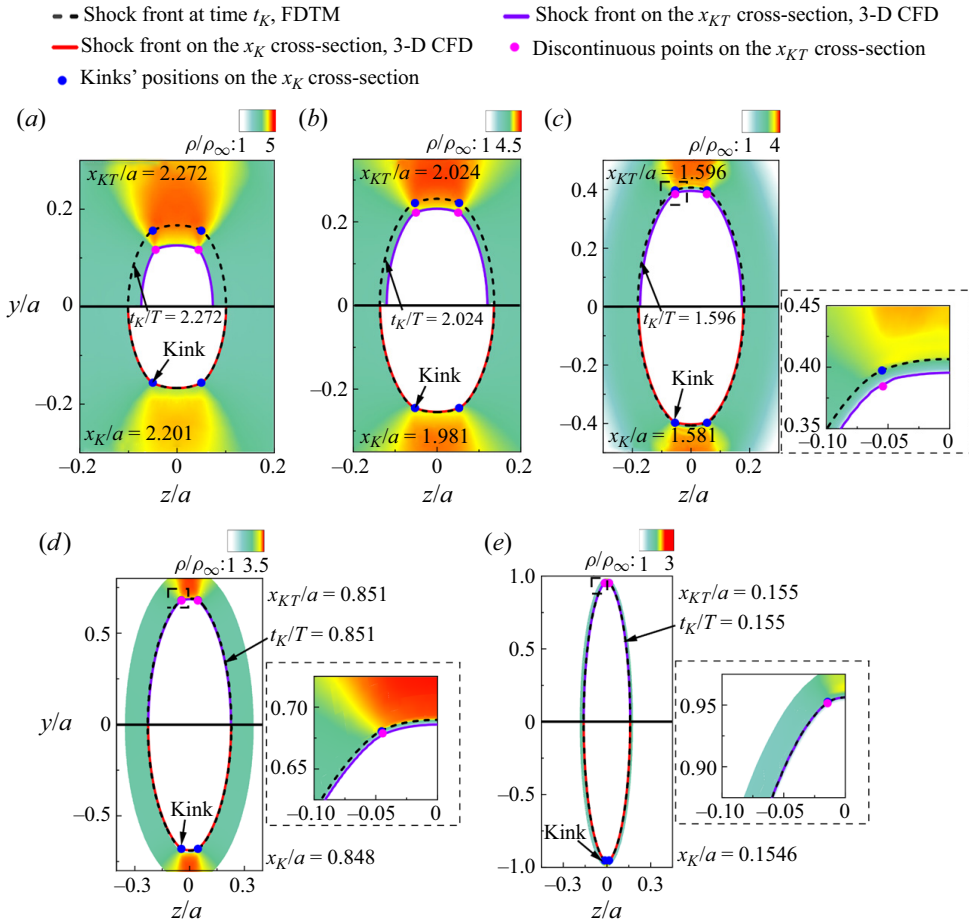 Shock front at time t_K, FDTM
Shock front on the x_KT cross-section, 3-D CFD
Shock front on the x_K cross-section, 3-D CFD
Discontinuous points on the x_KT cross-section
Kinks' positions on the x_K cross-section
(a)
ρ/ρ∞: 1 5
x_KT/a = 2.272
0.2
0
−0.2
y/a
t_K/T = 2.272
Kink
x_K/a = 2.201
−0.2 0 0.2
z/a
(b)
ρ/ρ∞: 1 4.5
x_KT/a = 2.024
0.2
0
−0.2
t_K/T = 2.024
Kink
x_K/a = 1.981
−0.2 0 0.2
z/a
(c)
ρ/ρ∞: 1 4
x_KT/a = 1.596
0.4
0.2
0
−0.2
−0.4
t_K/T = 1.596
Kink
x_K/a = 1.581
−0.2 0 0.2
z/a
0.45
0.40
0.35
−0.10 −0.05 0
(d)
ρ/ρ∞: 1 3.5
x_KT/a = 0.851
t_K/T = 0.851
0.5
0
−0.5
y/a
Kink
x_K/a = 0.848
−0.4 0 0.4
z/a
0.70
0.65
−0.10 −0.05 0
(e)
ρ/ρ∞: 1 3
x_KT/a = 0.155
t_K/T = 0.155
1.0
0.5
0
−0.5
−1.0
Kink
x_K/a = 0.1546
−0.4 0 0.4
z/a
0.95
0.90
−0.10 −0.05 0